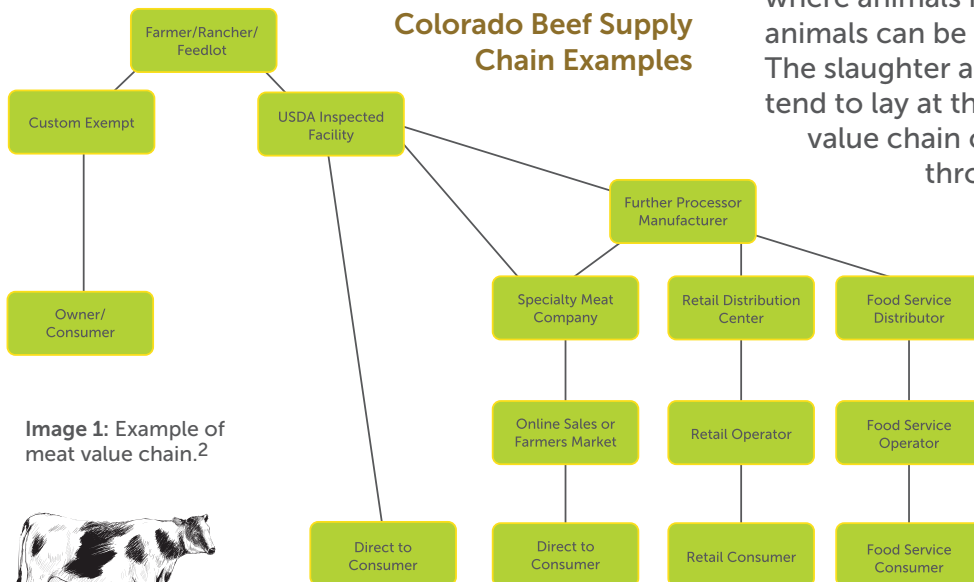 Colorado Beef Supply
Chain Examples
where animals
animals can be
The slaughter
tend to lay at
value chain
Farmer/Rancher/
Feedlot
Custom Exempt
USDA Inspected
Facility
Further Processor
Manufacturer
Owner/
Consumer
Specialty Meat
Company
Retail Distribution
Center
Food Service
Distributor
Online Sales or
Farmers Market
Retail Operator
Food Service
Operator
Direct to
Consumer
Direct to
Consumer
Retail Consumer
Food Service
Consumer
Image 1: Example of
meat value chain.2